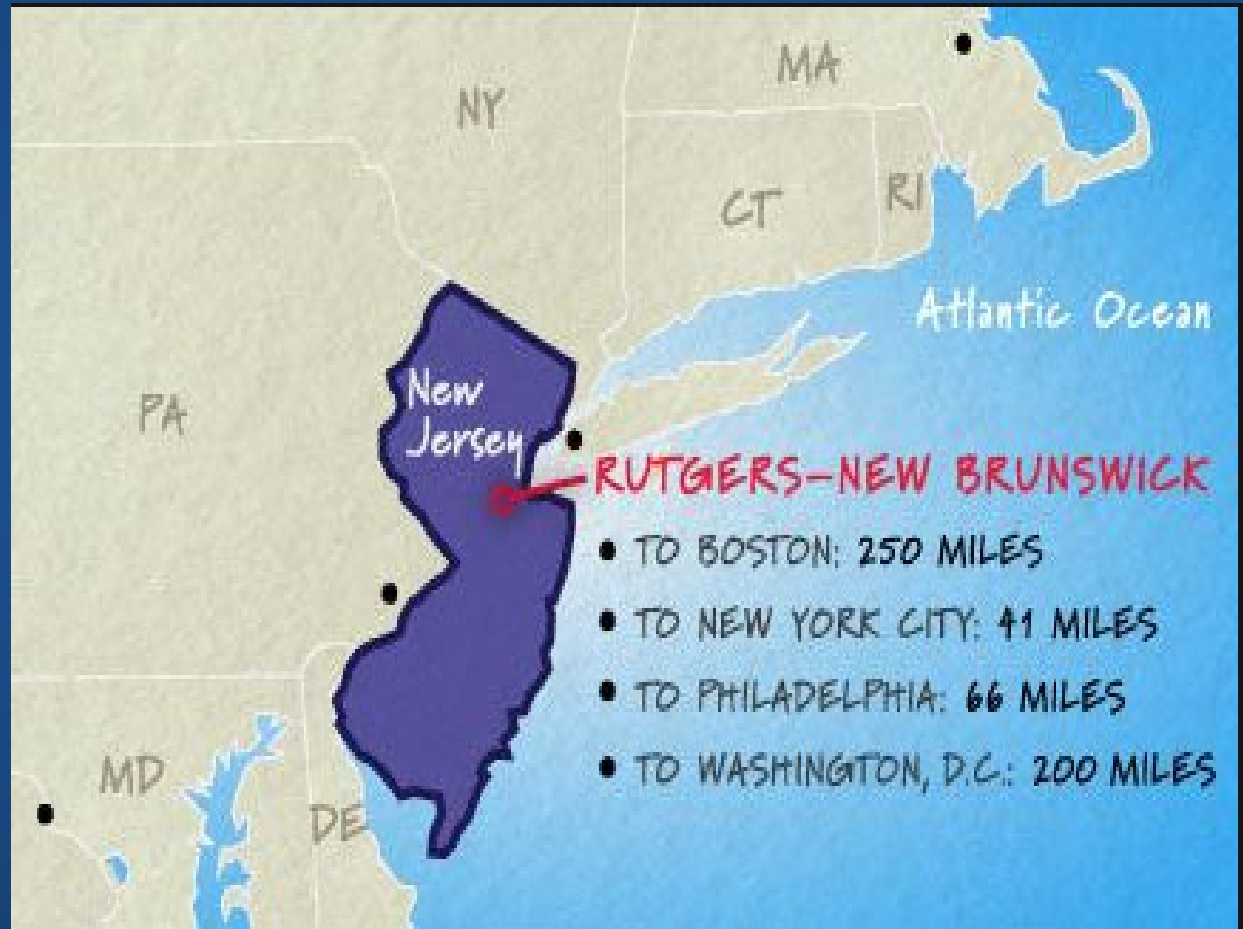 MA
NY
CT
RI
Atlantic Ocean
New
Jersey
PA
RUTGERS–NEW BRUNSWICK
• TO BOSTON: 250 MILES
• TO NEW YORK CITY: 41 MILES
• TO PHILADELPHIA: 66 MILES
• TO WASHINGTON, D.C.: 200 MILES
MD
DE